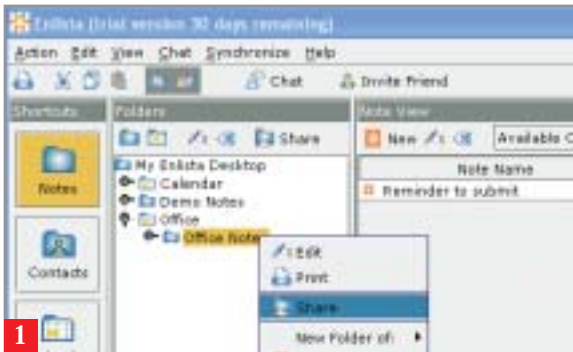 Enlista (trial version 30 days remaining)
Action Edit View Chat Synchronize Help
Chat Invite Friend
Shortcuts Folders Note View
Share New Available C
My Enlista Desktop
Note Name
Calendar
Reminder to submit
Notes
Demo Notes
Office
Office Notes
Edit
Contacts
Print
Share
New Folder of:
1